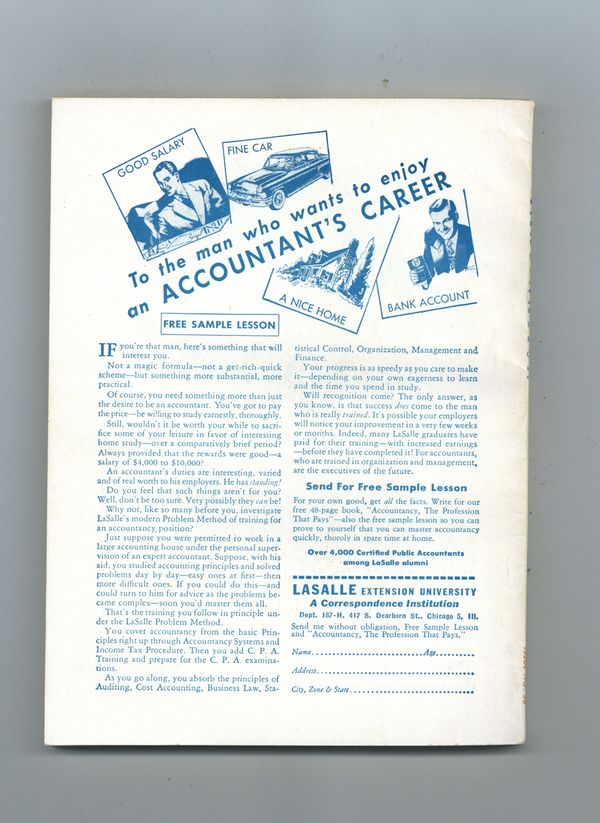 GOOD SALARY
FINE CAR
To the man who wants to enjoy
an ACCOUNTANT'S CAREER
A NICE HOME
BANK ACCOUNT
FREE SAMPLE LESSON
IF you're that man, here's something that will
interest you.
Not a magic formula—not a get-rich-quick
scheme—but something more substantial, more
practical.
Of course, you need something more than just
the desire to be an accountant. You've got to pay
the price—be willing to study earnestly, thoroughly.
Still, wouldn't it be worth your while to sacri-
fice some of your leisure in favor of interesting
home study—over a comparatively brief period?
Always provided that the rewards were good—a
salary of $4,000 to $10,000?
An accountant's duties are interesting, varied
and of real worth to his employers. He has standing!
Do you feel that such things aren't for you?
Well, don't be too sure. Very possibly they can be!
Why not, like so many before you, investigate
LaSalle's modern Problem Method of training for
an accountancy position?
Just suppose you were permitted to work in a
large accounting house under the personal super-
vision of an expert accountant. Suppose, with his
aid, you studied accounting principles and solved
problems day by day—easy ones at first—then
more difficult ones. If you could do this—and
could turn to him for advice as the problems be-
came complex—soon you'd master them all.
That's the training you follow in principle un-
der the LaSalle Problem Method.
You cover accountancy from the basic Prin-
ciples right up through Accountancy Systems and
Income Tax Procedure. Then you add C. P. A.
Training and prepare for the C. P. A. examina-
tions.
As you go along, you absorb the principles of
Auditing, Cost Accounting, Business Law, Sta-
tistical Control, Organization, Management and
Finance.
Your progress is as speedy as you care to make
it—depending on your own eagerness to learn
and the time you spend in study.
Will recognition come? The only answer, as
you know, is that success does come to the man
who is really trained. It's possible your employers
will notice your improvement in a very few weeks
or months. Indeed, many LaSalle graduates have
paid for their training—with increased earnings
—before they have completed it! For accountants,
who are trained in organization and management,
are the executives of the future.
Send For Free Sample Lesson
For your own good, get all the facts. Write for our
free 48-page book, "Accountancy, The Profession
That Pays"—also the free sample lesson so you can
prove to yourself that you can master accountancy
quickly, thoroly in spare time at home.
Over 4,000 Certified Public Accountants
among LaSalle alumni
LASALLE EXTENSION UNIVERSITY
A Correspondence Institution
Dept. 187-H, 417 S. Dearborn St., Chicago 5, Ill.
Send me without obligation, Free Sample Lesson
and "Accountancy, The Profession That Pays."
Name..............................Age..........
Address........................................
City, Zone & State..............................